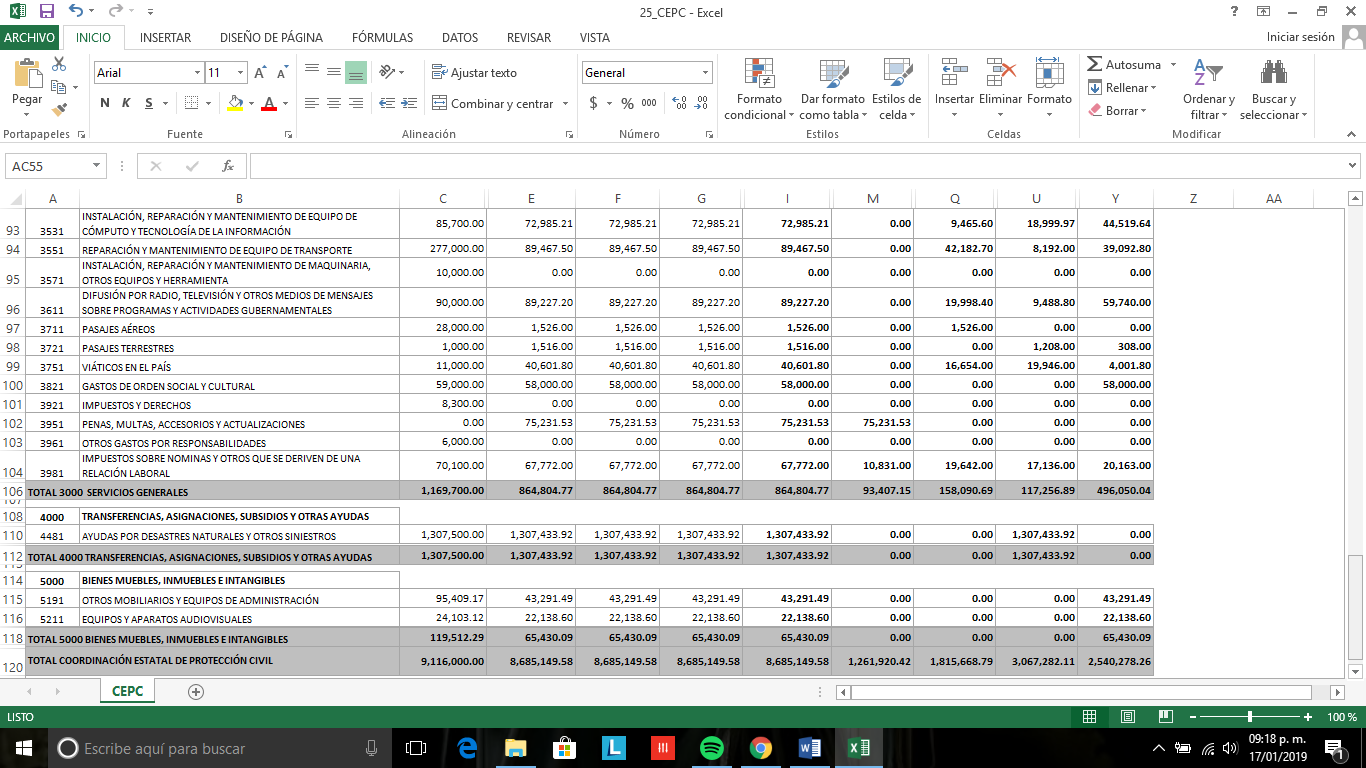 25_CEPC - Excel
ARCHIVO INICIO INSERTAR DISEÑO DE PÁGINA FÓRMULAS DATOS REVISAR VISTA Iniciar sesión
Pegar
Arial 11
N K S
Ajustar texto
Combinar y centrar
General
$ % 000
Formato condicional
Dar formato como tabla
Estilos de celda
Insertar Eliminar Formato
Autosuma
Rellenar
Borrar
Ordenar y filtrar
Buscar y seleccionar
Portapapeles Fuente Alineación Número Estilos Celdas Modificar
AC55 fx
A B C E F G I M Q U Y Z AA
93 3531 INSTALACIÓN, REPARACIÓN Y MANTENIMIENTO DE EQUIPO DE
CÓMPUTO Y TECNOLOGÍA DE LA INFORMACIÓN 85,700.00 72,985.21 72,985.21 72,985.21 72,985.21 0.00 9,465.60 18,999.97 44,519.64
94 3551 REPARACIÓN Y MANTENIMIENTO DE EQUIPO DE TRANSPORTE 277,000.00 89,467.50 89,467.50 89,467.50 89,467.50 0.00 42,182.70 8,192.00 39,092.80
95 3571 INSTALACIÓN, REPARACIÓN Y MANTENIMIENTO DE MAQUINARIA,
OTROS EQUIPOS Y HERRAMIENTA 10,000.00 0.00 0.00 0.00 0.00 0.00 0.00 0.00 0.00
96 3611 DIFUSIÓN POR RADIO, TELEVISIÓN Y OTROS MEDIOS DE MENSAJES
SOBRE PROGRAMAS Y ACTIVIDADES GUBERNAMENTALES 90,000.00 89,227.20 89,227.20 89,227.20 89,227.20 0.00 19,998.40 9,488.80 59,740.00
97 3711 PASAJES AÉREOS 28,000.00 1,526.00 1,526.00 1,526.00 1,526.00 0.00 1,526.00 0.00 0.00
98 3721 PASAJES TERRESTRES 1,000.00 1,516.00 1,516.00 1,516.00 1,516.00 0.00 0.00 1,208.00 308.00
99 3751 VIÁTICOS EN EL PAÍS 11,000.00 40,601.80 40,601.80 40,601.80 40,601.80 0.00 16,654.00 19,946.00 4,001.80
100 3821 GASTOS DE ORDEN SOCIAL Y CULTURAL 59,000.00 58,000.00 58,000.00 58,000.00 58,000.00 0.00 0.00 0.00 58,000.00
101 3921 IMPUESTOS Y DERECHOS 8,300.00 0.00 0.00 0.00 0.00 0.00 0.00 0.00 0.00
102 3951 PENAS, MULTAS, ACCESORIOS Y ACTUALIZACIONES 0.00 75,231.53 75,231.53 75,231.53 75,231.53 75,231.53 0.00 0.00 0.00
103 3961 OTROS GASTOS POR RESPONSABILIDADES 6,000.00 0.00 0.00 0.00 0.00 0.00 0.00 0.00 0.00
104 3981 IMPUESTOS SOBRE NOMINAS Y OTROS QUE SE DERIVEN DE UNA
RELACIÓN LABORAL 70,100.00 67,772.00 67,772.00 67,772.00 67,772.00 10,831.00 19,642.00 17,136.00 20,163.00
106 TOTAL 3000 SERVICIOS GENERALES 1,169,700.00 864,804.77 864,804.77 864,804.77 864,804.77 93,407.15 158,090.69 117,256.89 496,050.04
108 4000 TRANSFERENCIAS, ASIGNACIONES, SUBSIDIOS Y OTRAS AYUDAS
110 4481 AYUDAS POR DESASTRES NATURALES Y OTROS SINIESTROS 1,307,500.00 1,307,433.92 1,307,433.92 1,307,433.92 1,307,433.92 0.00 0.00 1,307,433.92 0.00
112 TOTAL 4000 TRANSFERENCIAS, ASIGNACIONES, SUBSIDIOS Y OTRAS AYUDAS 1,307,500.00 1,307,433.92 1,307,433.92 1,307,433.92 1,307,433.92 0.00 0.00 1,307,433.92 0.00
114 5000 BIENES MUEBLES, INMUEBLES E INTANGIBLES
115 5191 OTROS MOBILIARIOS Y EQUIPOS DE ADMINISTRACIÓN 95,409.17 43,291.49 43,291.49 43,291.49 43,291.49 0.00 0.00 0.00 43,291.49
116 5211 EQUIPOS Y APARATOS AUDIOVISUALES 24,103.12 22,138.60 22,138.60 22,138.60 22,138.60 0.00 0.00 0.00 22,138.60
118 TOTAL 5000 BIENES MUEBLES, INMUEBLES E INTANGIBLES 119,512.29 65,430.09 65,430.09 65,430.09 65,430.09 0.00 0.00 0.00 65,430.09
120 TOTAL COORDINACIÓN ESTATAL DE PROTECCIÓN CIVIL 9,116,000.00 8,685,149.58 8,685,149.58 8,685,149.58 8,685,149.58 1,261,920.42 1,815,668.79 3,067,282.11 2,540,278.26
CEPC
LISTO 100 %
Escribe aquí para buscar
09:18 p. m.
17/01/2019
1